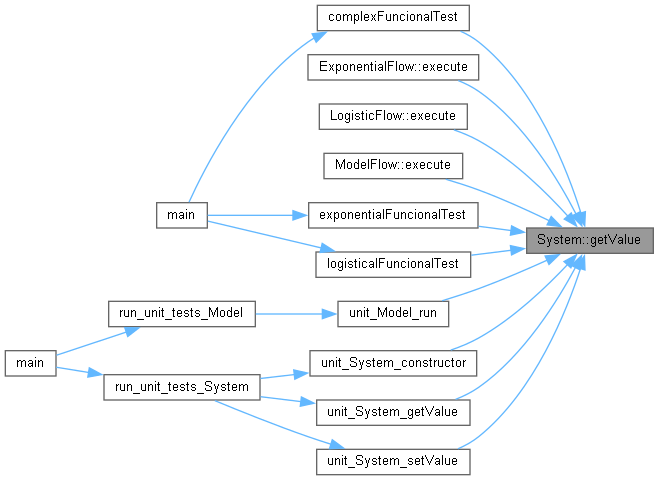 complexFuncionalTest
ExponentialFlow::execute
LogisticFlow::execute
ModelFlow::execute
main
exponentialFuncionalTest
System::getValue
logisticalFuncionalTest
run_unit_tests_Model
unit_Model_run
main
unit_System_constructor
run_unit_tests_System
unit_System_getValue
unit_System_setValue